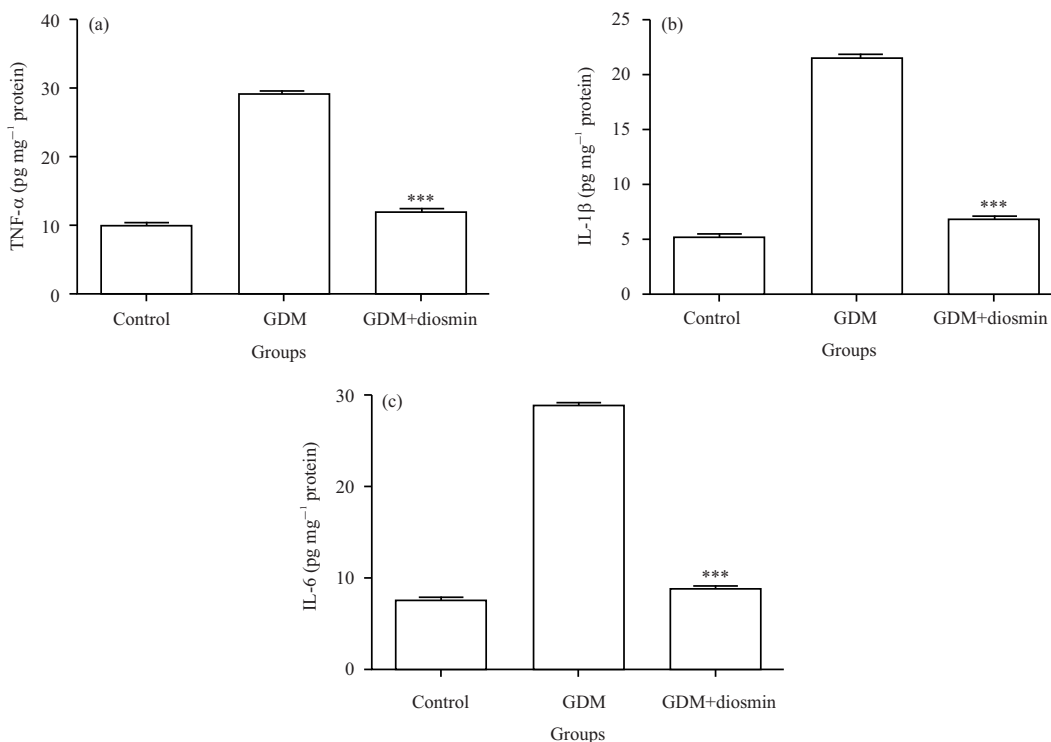 (a)
TNF-α (pg mg⁻¹ protein)
40
30
20
10
0
***
Control GDM GDM+diosmin
Groups
(b)
IL-1β (pg mg⁻¹ protein)
25
20
15
10
5
0
***
Control GDM GDM+diosmin
Groups
(c)
IL-6 (pg mg⁻¹ protein)
30
20
10
0
***
Control GDM GDM+diosmin
Groups